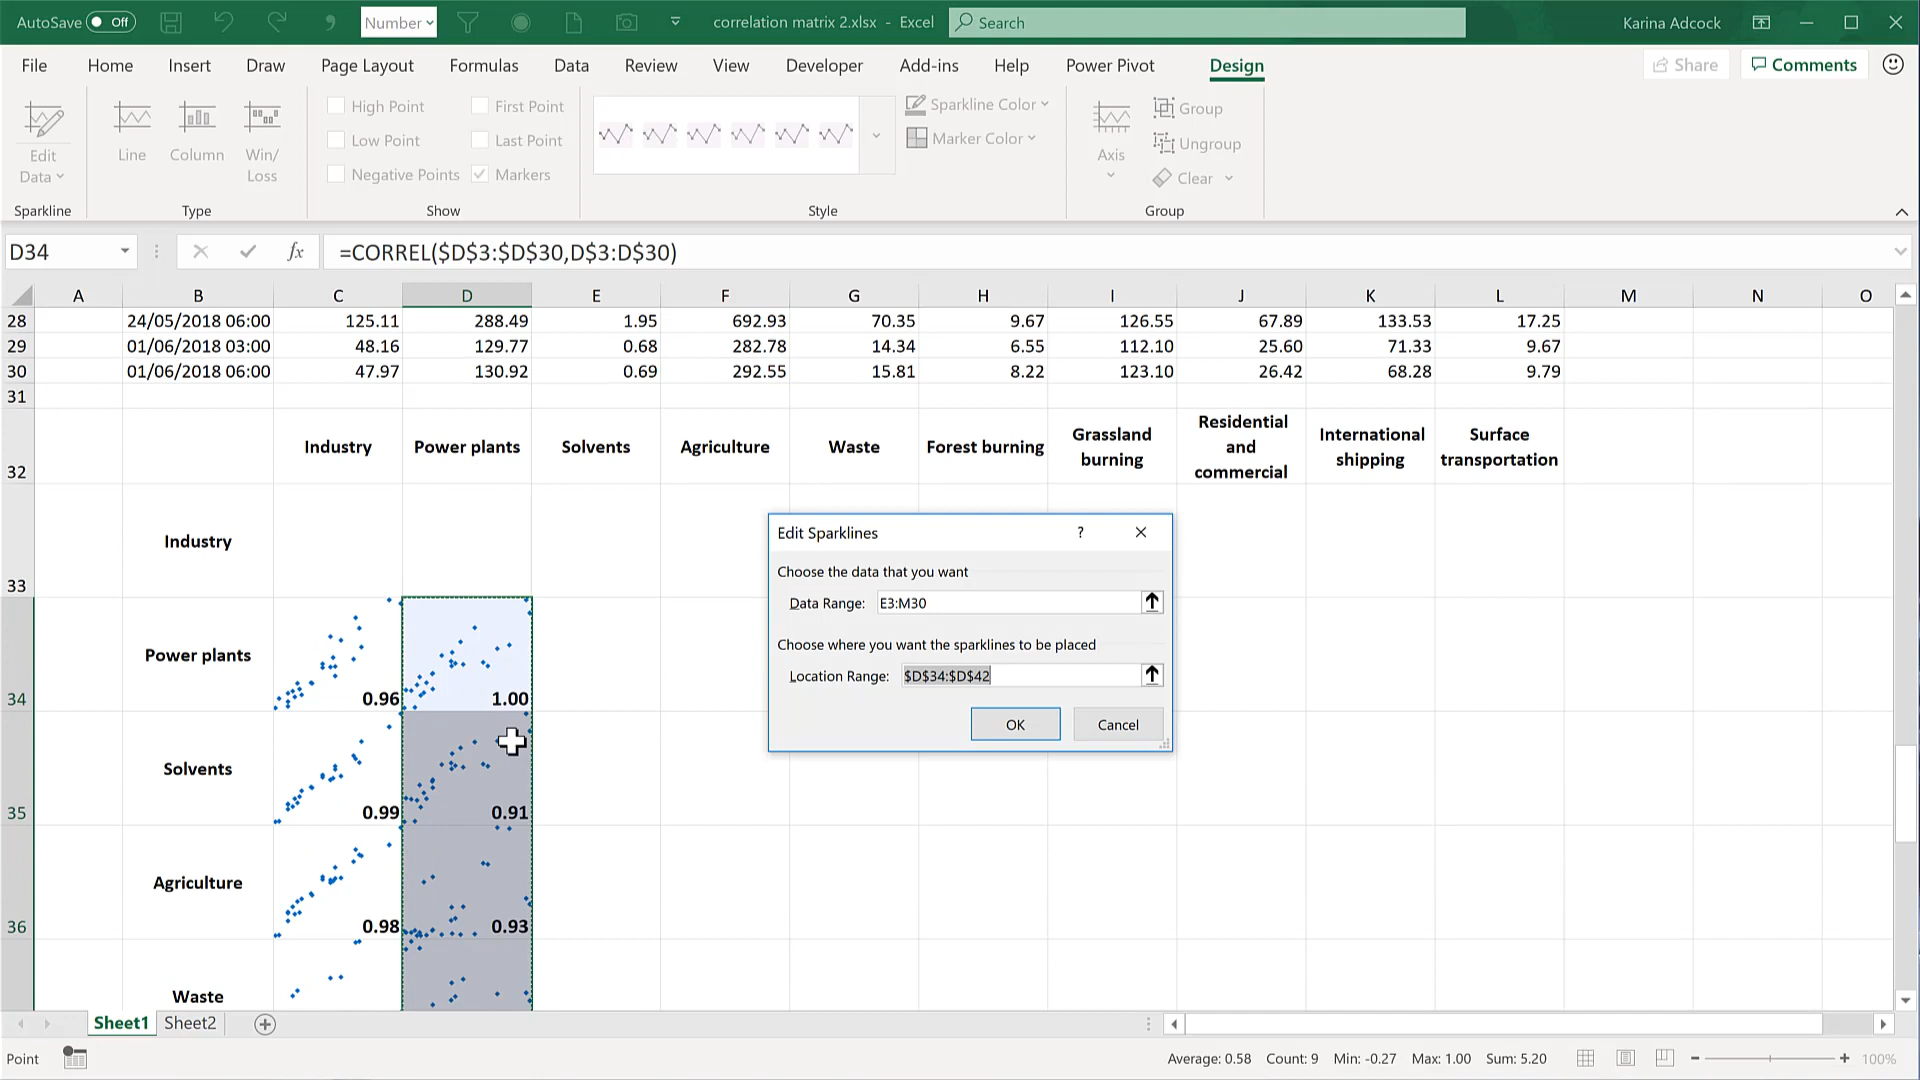 AutoSave Off Number correlation matrix 2.xlsx - Excel Search Karina Adcock
File Home Insert Draw Page Layout Formulas Data Review View Developer Add-ins Help Power Pivot Design Share Comments
Edit Data
Line
Column
Win/
Loss
High Point
Low Point
Negative Points
First Point
Last Point
Markers
Sparkline Color
Marker Color
Axis
Group
Ungroup
Clear
Sparkline Type Show Style Group
D34 fx =CORREL($D$3:$D$30,D$3:D$30)
A B C D E F G H I J K L M N O
28 24/05/2018 06:00 125.11 288.49 1.95 692.93 70.35 9.67 126.55 67.89 133.53 17.25
29 01/06/2018 03:00 48.16 129.77 0.68 282.78 14.34 6.55 112.10 25.60 71.33 9.67
30 01/06/2018 06:00 47.97 130.92 0.69 292.55 15.81 8.22 123.10 26.42 68.28 9.79
31
32 Industry Power plants Solvents Agriculture Waste Forest burning Grassland burning Residential and commercial International shipping Surface transportation
Industry
33
Power plants
34 0.96 1.00
Solvents
35 0.99 0.91
Agriculture
36 0.98 0.93
Waste
Edit Sparklines ?
Choose the data that you want
Data Range: E3:M30
Choose where you want the sparklines to be placed
Location Range: $D$34:$D$42
OK Cancel
Sheet1 Sheet2
Point Average: 0.58 Count: 9 Min: -0.27 Max: 1.00 Sum: 5.20 100%